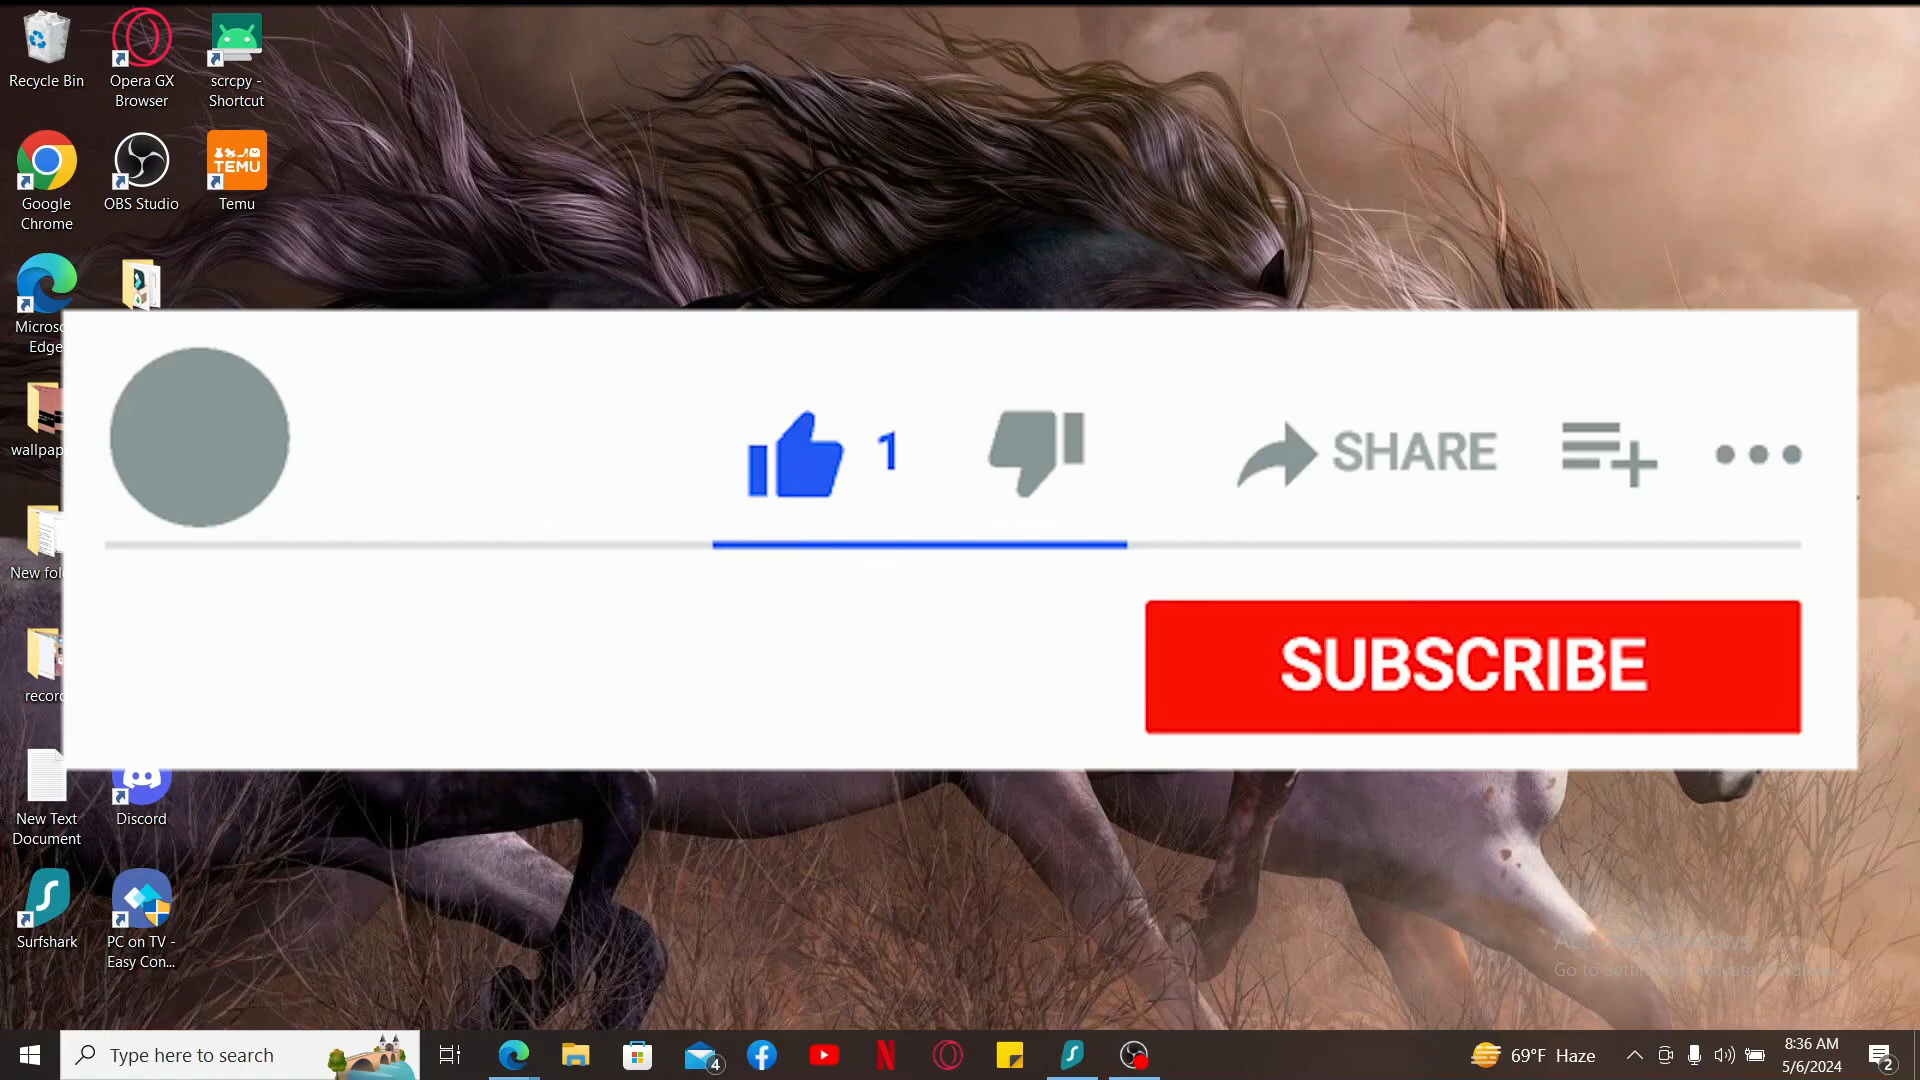 Recycle Bin
Opera GX
Browser
scrcpy -
Shortcut
Google
Chrome
OBS Studio
TEMU
Temu
Edge
1
SHARE
SUBSCRIBE
New Text
Document
Discord
Surfshark
PC on TV -
Easy Con...
Type here to search
4
69°F Haze
8:36 AM
5/6/2024
2